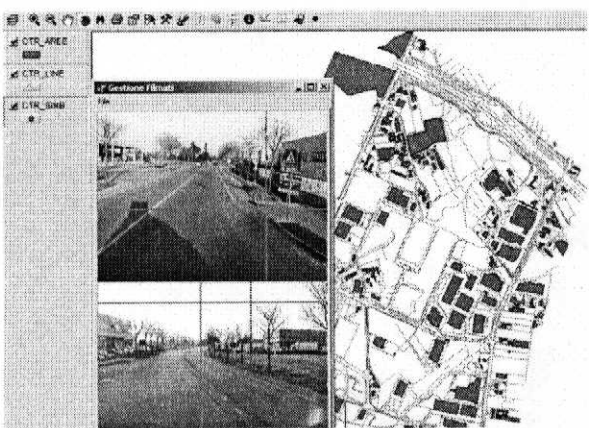 CTR_AREE
CTR_LINE
CTR_SIMB
Gestione Filmati
File